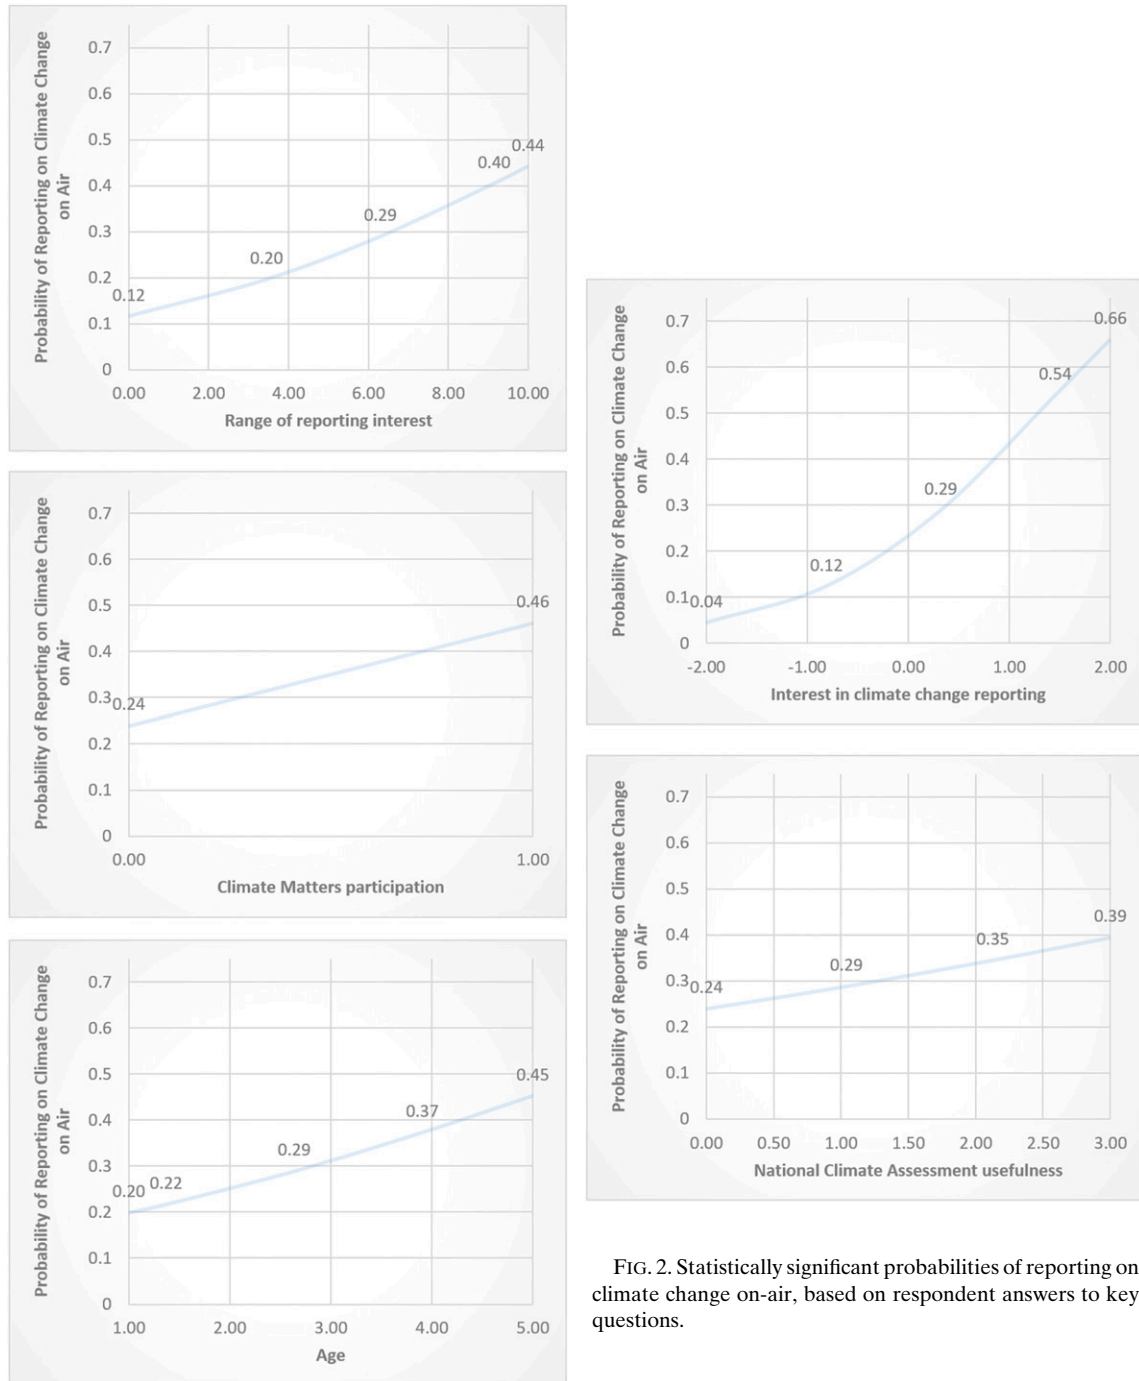 Probability of Reporting on Climate Change
on Air
0.7
0.6
0.5
0.4
0.3
0.2
0.1
0
0.12
0.20
0.29
0.40
0.44
0.00 2.00 4.00 6.00 8.00 10.00
Range of reporting interest
Probability of Reporting on Climate Change
on Air
0.7
0.6
0.5
0.4
0.3
0.2
0.1
0
0.24
0.46
0.00 1.00
Climate Matters participation
Probability of Reporting on Climate Change
on Air
0.7
0.6
0.5
0.4
0.3
0.2
0.1
0
0.20
0.22
0.29
0.37
0.45
1.00 2.00 3.00 4.00 5.00
Age
Probability of Reporting on Climate Change
on Air
0.7
0.6
0.5
0.4
0.3
0.2
0.1
0
0.04
0.12
0.29
0.54
0.66
-2.00 -1.00 0.00 1.00 2.00
Interest in climate change reporting
Probability of Reporting on Climate Change
on Air
0.7
0.6
0.5
0.4
0.3
0.2
0.1
0
0.24
0.29
0.35
0.39
0.00 0.50 1.00 1.50 2.00 2.50 3.00
National Climate Assessment usefulness
FIG. 2. Statistically significant probabilities of reporting on
climate change on-air, based on respondent answers to key
questions.